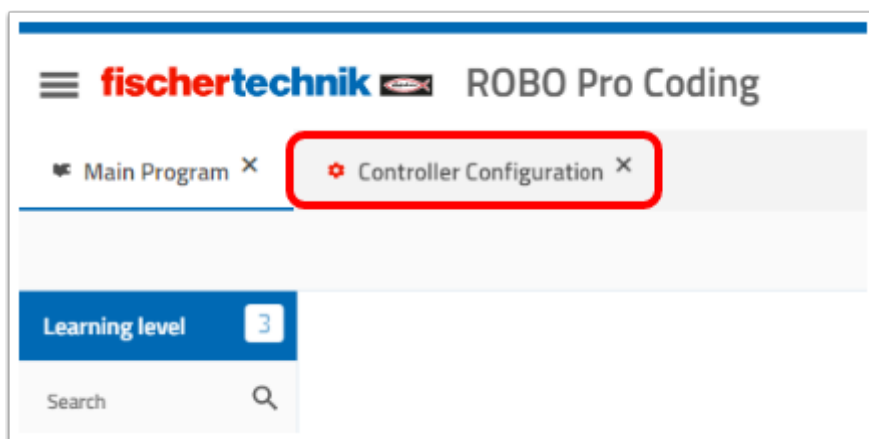 fischertechnik ROBO Pro Coding
Main Program × Controller Configuration ×
Learning level 3
Search